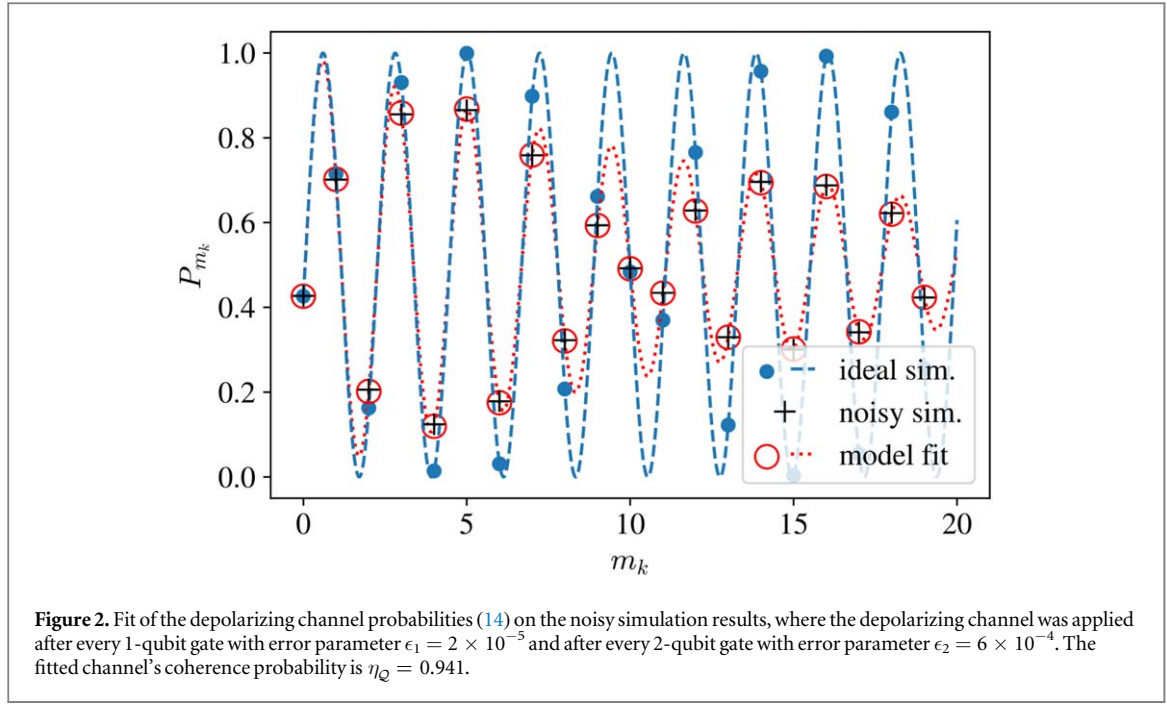 1.0
0.8
0.6
0.4
0.2
0.0
P_{m_k}
ideal sim.
noisy sim.
model fit
0 5 10 15 20
m_k
Figure 2. Fit of the depolarizing channel probabilities (14) on the noisy simulation results, where the depolarizing channel was applied
after every 1-qubit gate with error parameter ϵ₁ = 2 × 10⁻⁵ and after every 2-qubit gate with error parameter ϵ₂ = 6 × 10⁻⁴. The
fitted channel's coherence probability is η_𝒬 = 0.941.